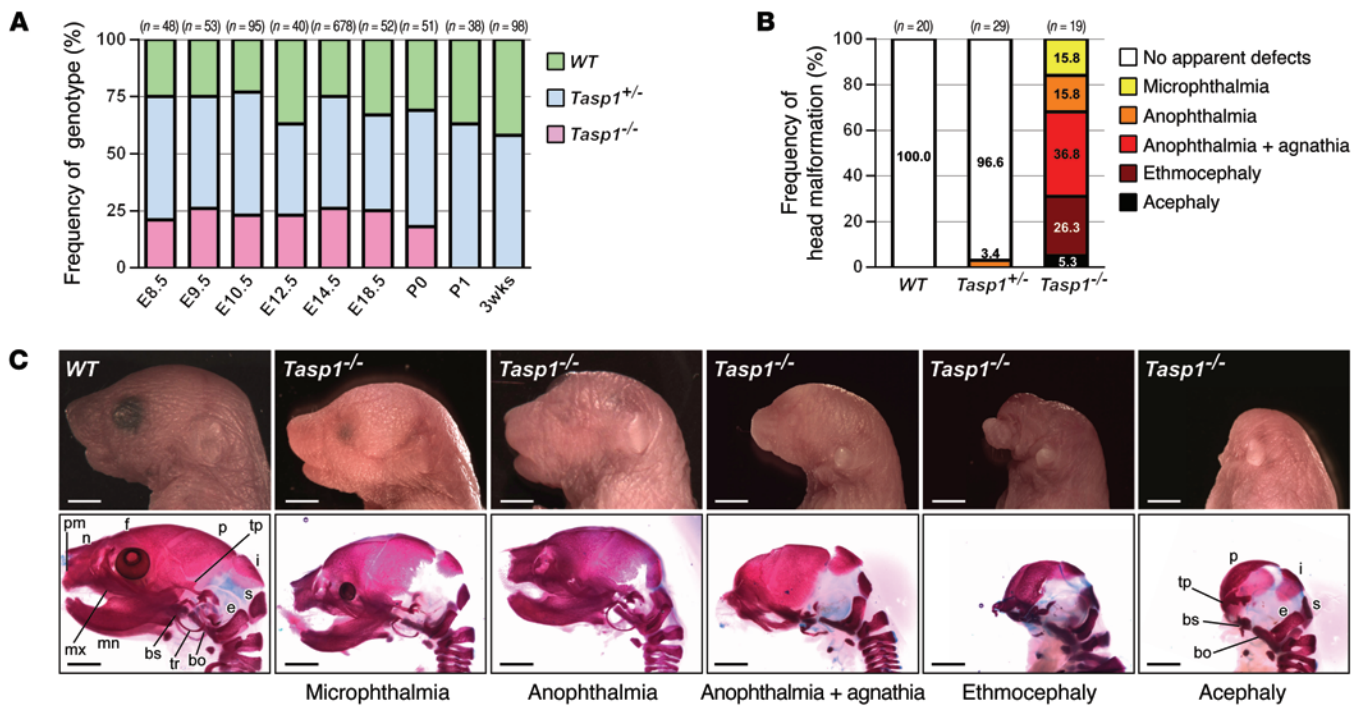 A
(n = 48) (n = 53) (n = 95) (n = 40) (n = 678) (n = 52) (n = 51) (n = 38) (n = 98)
Frequency of genotype (%)
100
75
50
25
0
E8.5 E9.5 E10.5 E12.5 E14.5 E18.5 P0 P1 3wks
WT
Tasp1+/-
Tasp1-/-
B
(n = 20) (n = 29) (n = 19)
Frequency of
head malformation (%)
100
80
60
40
20
0
100.0
96.6
3.4
15.8
15.8
36.8
26.3
5.3
WT Tasp1+/- Tasp1-/-
No apparent defects
Microphthalmia
Anophthalmia
Anophthalmia + agnathia
Ethmocephaly
Acephaly
C
WT Tasp1-/- Tasp1-/- Tasp1-/- Tasp1-/- Tasp1-/-
pm n f p tp i s e mx mn bs tr bo
p i tp e s bs bo
Microphthalmia Anophthalmia Anophthalmia + agnathia Ethmocephaly Acephaly